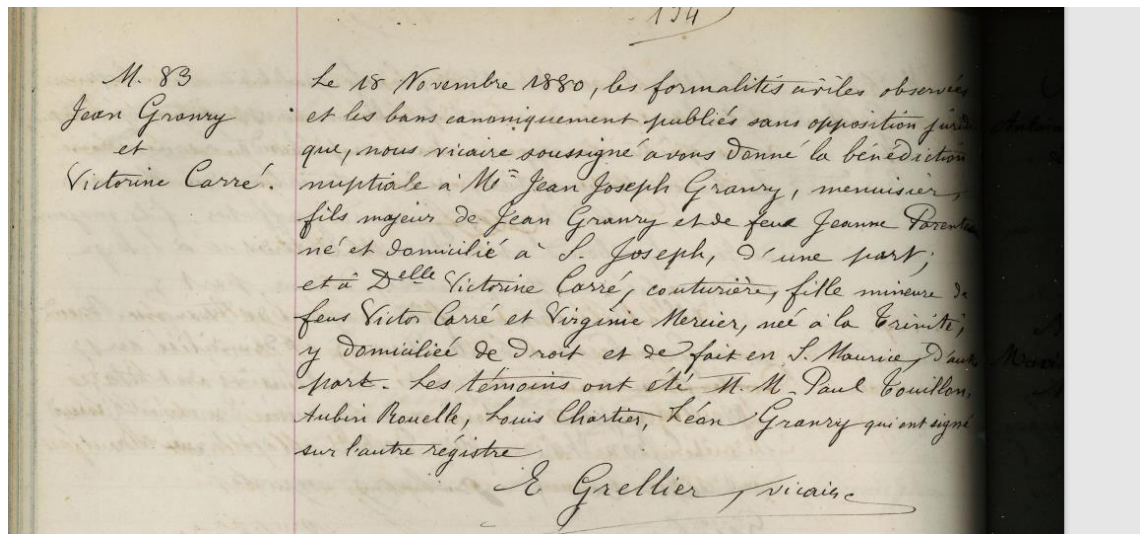 194
M. 83
Jean Granry
et
Victorine Carré.
Le 18 Novembre 1880, les formalités civiles observées
et les bans canoniquement publiés sans opposition juridi
que, nous vicaire soussigné avons donné la bénédiction
nuptiale à Mr Jean Joseph Granry, menuisier,
fils majeur de Jean Granry et de feue Jeanne
né et domicilié à S. Joseph, d'une part;
et à Delle Victorine Carré, couturière, fille mineure de
feus Victor Carré et Virginie Mercier, née à la Trinité,
y domiciliée de droit et de fait en S. Maurice, d'autre
part. Les témoins ont été M.M. Paul Touillon,
Aubin Rouelle, Louis Chartier, Léon Granry qui ont signé
sur l'autre régistre
E Grellier, vicaire